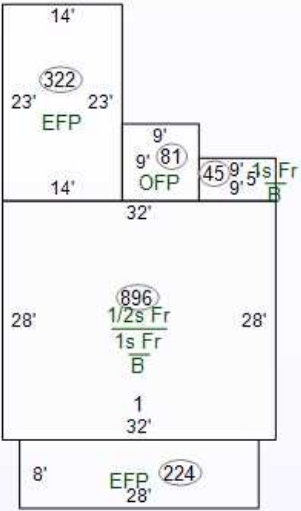 14'
322
23' 23'
EFP
14'
9'
9' 81
OFP
45 9' 5' 1s Fr
9' B
32'
896
28' 1/2s Fr 28'
1s Fr
B
1
32'
8' EFP 224
28'